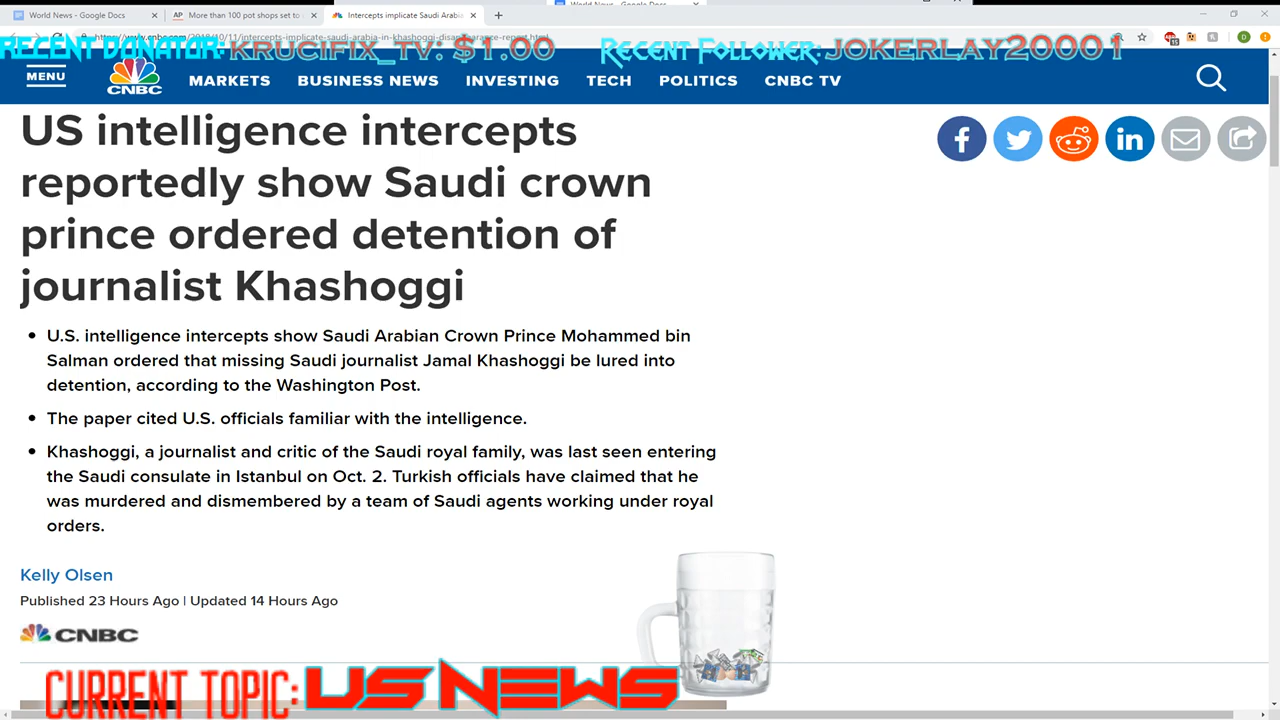 World News - Google Docs
World News - Google Docs
AP More than 100 pot shops set to
Intercepts implicate Saudi Arabia
RECENT DONATOR: KRUCIFIX_TV: $1.00 RECENT FOLLOWER: JOKERLAY20001
MENU
CNBC
MARKETS BUSINESS NEWS INVESTING TECH POLITICS CNBC TV
US intelligence intercepts
reportedly show Saudi crown
prince ordered detention of
journalist Khashoggi
U.S. intelligence intercepts show Saudi Arabian Crown Prince Mohammed bin
Salman ordered that missing Saudi journalist Jamal Khashoggi be lured into
detention, according to the Washington Post.
The paper cited U.S. officials familiar with the intelligence.
Khashoggi, a journalist and critic of the Saudi royal family, was last seen entering
the Saudi consulate in Istanbul on Oct. 2. Turkish officials have claimed that he
was murdered and dismembered by a team of Saudi agents working under royal
orders.
Kelly Olsen
Published 23 Hours Ago | Updated 14 Hours Ago
CNBC
CURRENT TOPIC: US NEWS